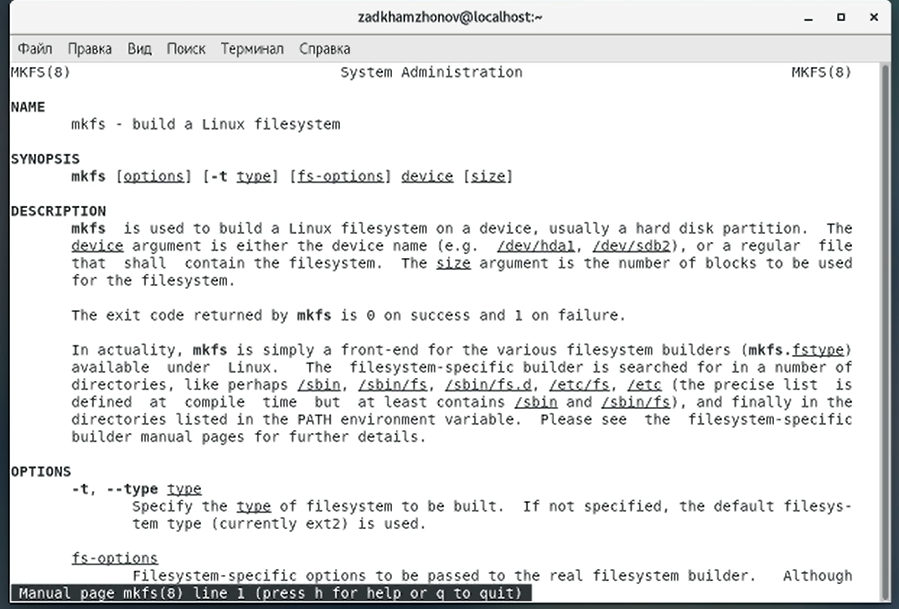 zadkhamzhonov@localhost:~
Файл Правка Вид Поиск Терминал Справка
MKFS(8) System Administration MKFS(8)
NAME
mkfs - build a Linux filesystem
SYNOPSIS
mkfs [options] [-t type] [fs-options] device [size]
DESCRIPTION
mkfs is used to build a Linux filesystem on a device, usually a hard disk partition. The
device argument is either the device name (e.g. /dev/hda1, /dev/sdb2), or a regular file
that shall contain the filesystem. The size argument is the number of blocks to be used
for the filesystem.
The exit code returned by mkfs is 0 on success and 1 on failure.
In actuality, mkfs is simply a front-end for the various filesystem builders (mkfs.fstype)
available under Linux. The filesystem-specific builder is searched for in a number of
directories, like perhaps /sbin, /sbin/fs, /sbin/fs.d, /etc/fs, /etc (the precise list is
defined at compile time but at least contains /sbin and /sbin/fs), and finally in the
directories listed in the PATH environment variable. Please see the filesystem-specific
builder manual pages for further details.
OPTIONS
-t, --type type
Specify the type of filesystem to be built. If not specified, the default filesys-
tem type (currently ext2) is used.
fs-options
Filesystem-specific options to be passed to the real filesystem builder. Although
Manual page mkfs(8) line 1 (press h for help or q to quit)